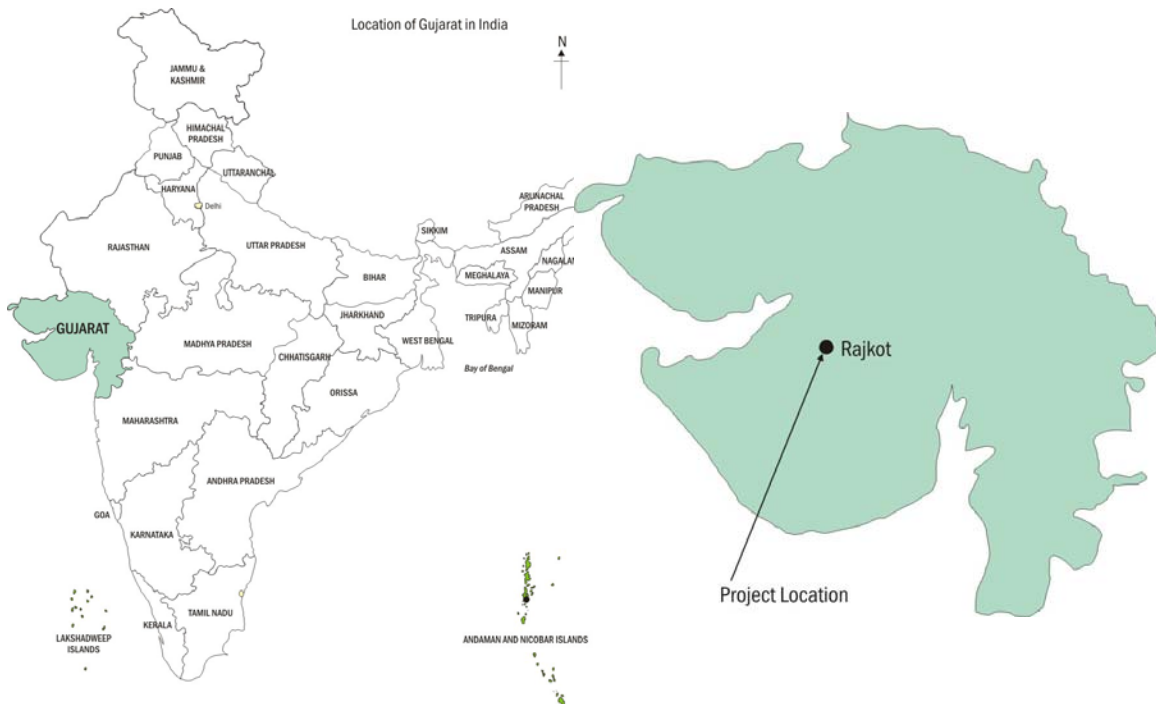 Location of Gujarat in India
N
JAMMU &
KASHMIR
HIMACHAL
PRADESH
PUNJAB
UTTARANCHAL
HARYANA
Delhi
ARUNACHAL
PRADESH
SIKKIM
RAJASTHAN
UTTAR PRADESH
ASSAM
NAGALA
BIHAR
MEGHALAYA
MANIPUR
GUJARAT
JHARKHAND
TRIPURA
MIZORAM
MADHYA PRADESH
WEST BENGAL
CHHATISGARH
Bay of Bengal
ORISSA
MAHARASHTRA
ANDHRA PRADESH
GOA
KARNATAKA
TAMIL NADU
KERALA
LAKSHADWEEP
ISLANDS
ANDAMAN AND NICOBAR ISLANDS
Rajkot
Project Location